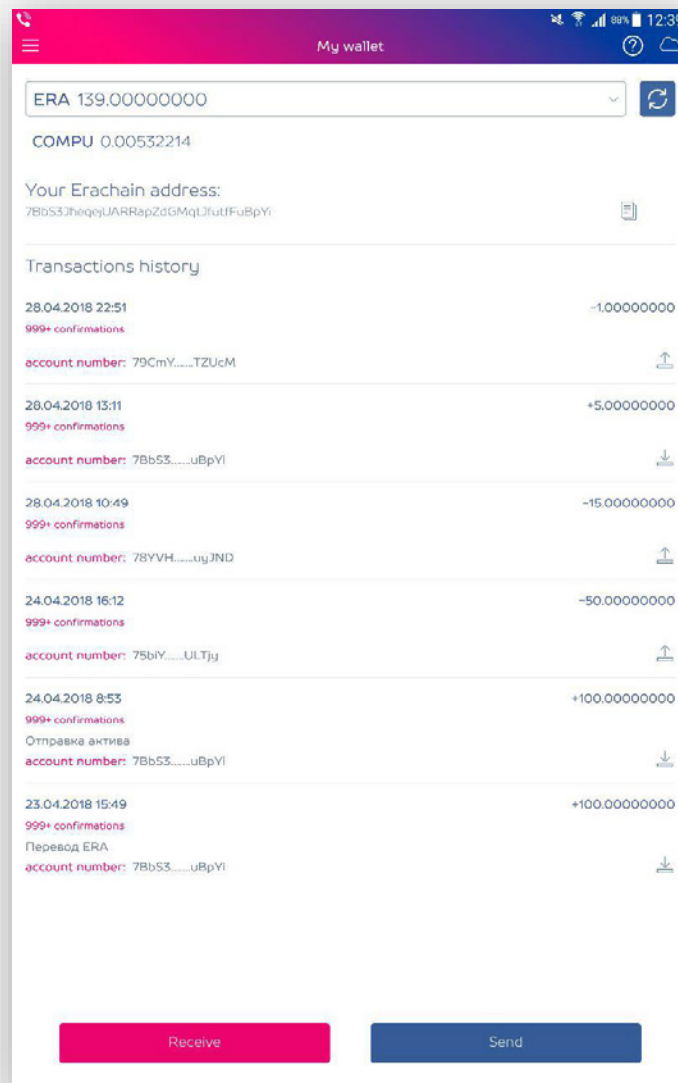 88% 12:39
My wallet
ERA 139.00000000
COMPU 0.00532214
Your Erachain address:
Transactions history
28.04.2018 22:51 -1.00000000
999+ confirmations
account number: 79CmY......TZUcM
28.04.2018 13:11 +5.00000000
999+ confirmations
account number: 7BbS3......uBpYi
28.04.2018 10:49 -15.00000000
999+ confirmations
account number: 78YVH......uyJND
24.04.2018 16:12 -50.00000000
999+ confirmations
account number: 75biY......ULTjy
24.04.2018 8:53 +100.00000000
999+ confirmations
Отправка актива
account number: 7BbS3......uBpYi
23.04.2018 15:49 +100.00000000
999+ confirmations
Перевод ERA
account number: 7BbS3......uBpYi
Receive Send